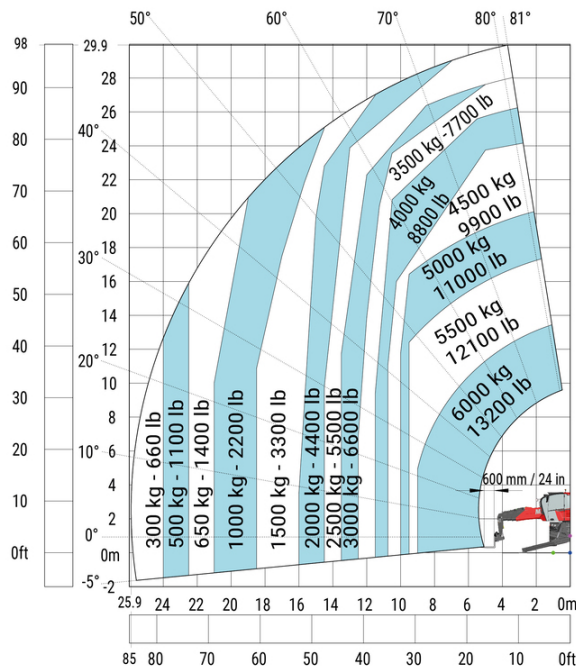 50° 60° 70° 80° 81°
98 29.9
28
90
26
40°
80 24
22
70
20
60 18
30°
16
50
14
40 12
20°
10
30
8
20 6
10°
4
10
2
0°
0ft 0m
-5° -2
3500 kg -7700 lb
4000 kg
8800 lb
4500 kg
9900 lb
5000 kg
11000 lb
5500 kg
12100 lb
6000 kg
13200 lb
300 kg - 660 lb
500 kg - 1100 lb
650 kg - 1400 lb
1000 kg - 2200 lb
1500 kg - 3300 lb
2000 kg - 4400 lb
2500 kg - 5500 lb
3000 kg - 6600 lb
600 mm / 24 in
25.9 24 22 20 18 16 14 12 10 8 6 4 2 0m
85 80 70 60 50 40 30 20 10 0ft